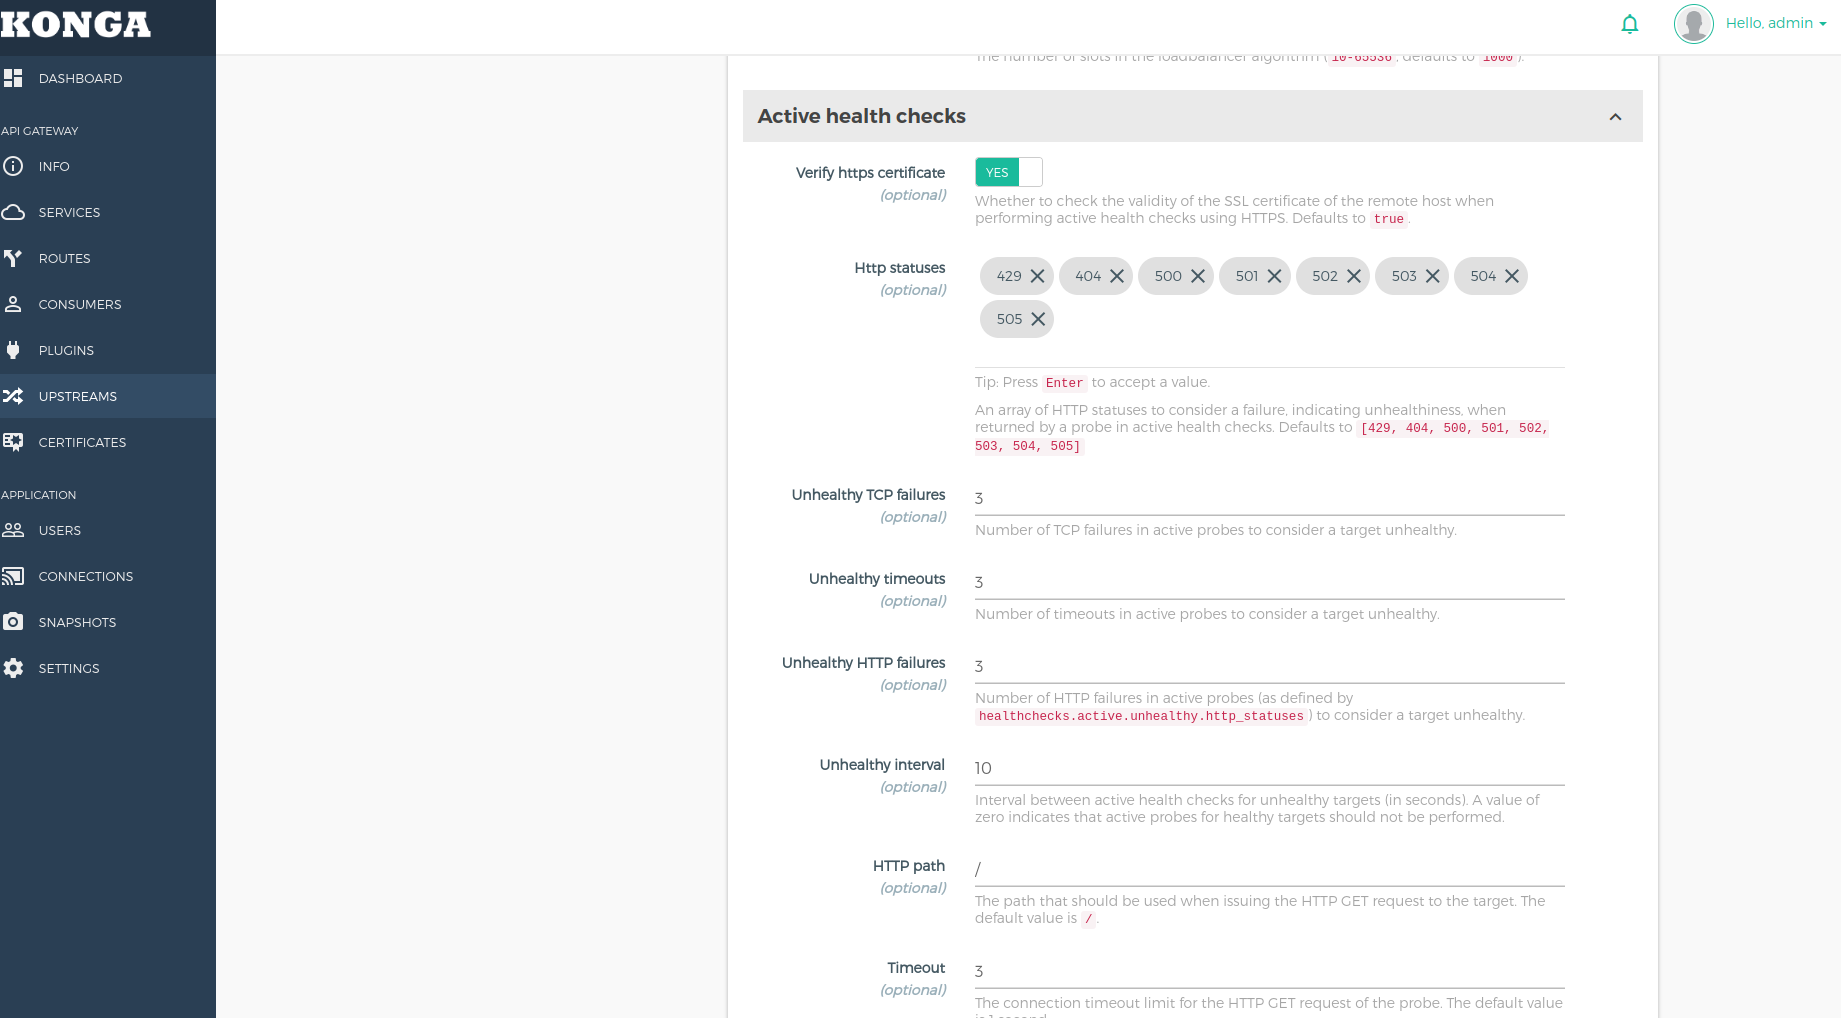 KONGA
Hello, admin
DASHBOARD
API GATEWAY
INFO
SERVICES
ROUTES
CONSUMERS
PLUGINS
UPSTREAMS
CERTIFICATES
APPLICATION
USERS
CONNECTIONS
SNAPSHOTS
SETTINGS
The number of slots in the loadbalancer algorithm (10-65536, defaults to 1000).
Active health checks
Verify https certificate
(optional)
YES
Whether to check the validity of the SSL certificate of the remote host when
performing active health checks using HTTPS. Defaults to true.
Http statuses
(optional)
429 404 500 501 502 503 504
505
Tip: Press Enter to accept a value.
An array of HTTP statuses to consider a failure, indicating unhealthiness, when
returned by a probe in active health checks. Defaults to [429, 404, 500, 501, 502,
503, 504, 505]
Unhealthy TCP failures
(optional)
3
Number of TCP failures in active probes to consider a target unhealthy.
Unhealthy timeouts
(optional)
3
Number of timeouts in active probes to consider a target unhealthy.
Unhealthy HTTP failures
(optional)
3
Number of HTTP failures in active probes (as defined by
healthchecks.active.unhealthy.http_statuses) to consider a target unhealthy.
Unhealthy interval
(optional)
10
Interval between active health checks for unhealthy targets (in seconds). A value of
zero indicates that active probes for healthy targets should not be performed.
HTTP path
(optional)
/
The path that should be used when issuing the HTTP GET request to the target. The
default value is /.
Timeout
(optional)
3
The connection timeout limit for the HTTP GET request of the probe. The default value
is 1 second.